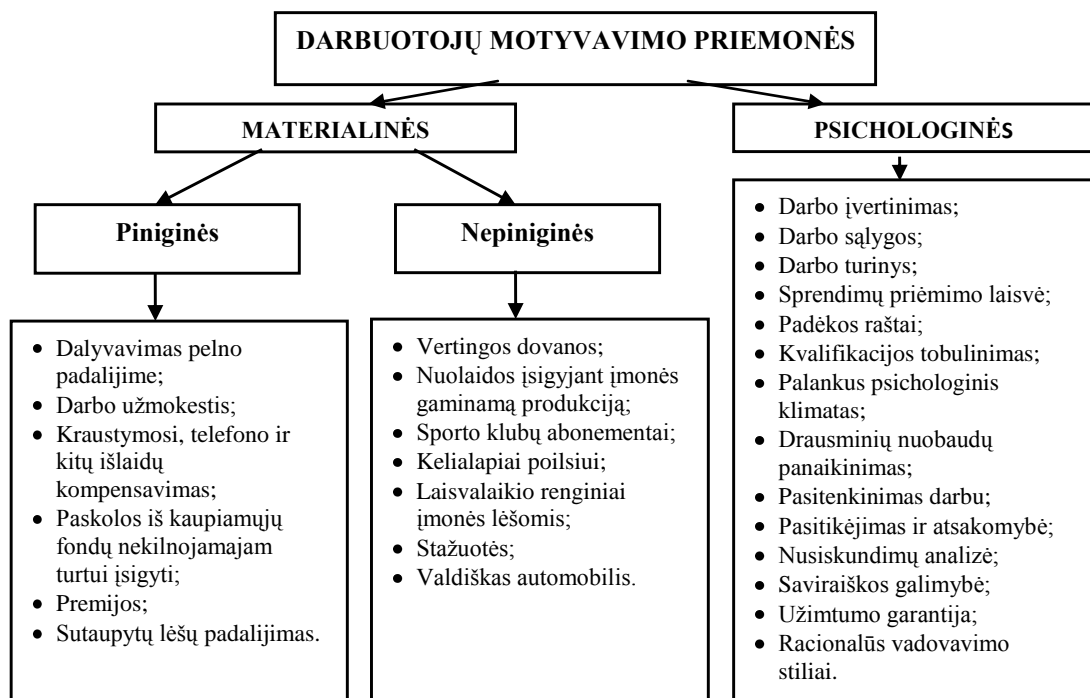 DARBUOTOJŲ MOTYVAVIMO PRIEMONĖS
MATERIALINĖS
PSICHOLOGINĖS
Piniginės
Nepiniginės
• Dalyvavimas pelno
padalijime;
• Darbo užmokestis;
• Kraustymosi, telefono ir
kitų išlaidų
kompensavimas;
• Paskolos iš kaupiamųjų
fondų nekilnojamajam
turtui įsigyti;
• Premijos;
• Sutaupytų lėšų padalijimas.
• Vertingos dovanos;
• Nuolaidos įsigyjant įmonės
gaminamą produkciją;
• Sporto klubų abonementai;
• Kelialapiai poilsiui;
• Laisvalaikio renginiai
įmonės lėšomis;
• Stažuotės;
• Valdiškas automobilis.
• Darbo įvertinimas;
• Darbo sąlygos;
• Darbo turinys;
• Sprendimų priėmimo laisvė;
• Padėkos raštai;
• Kvalifikacijos tobulinimas;
• Palankus psichologinis
klimatas;
• Drausminių nuobaudų
panaikinimas;
• Pasitenkinimas darbu;
• Pasitikėjimas ir atsakomybė;
• Nusiskundimų analizė;
• Saviraiškos galimybė;
• Užimtumo garantija;
• Racionalūs vadovavimo
stiliai.